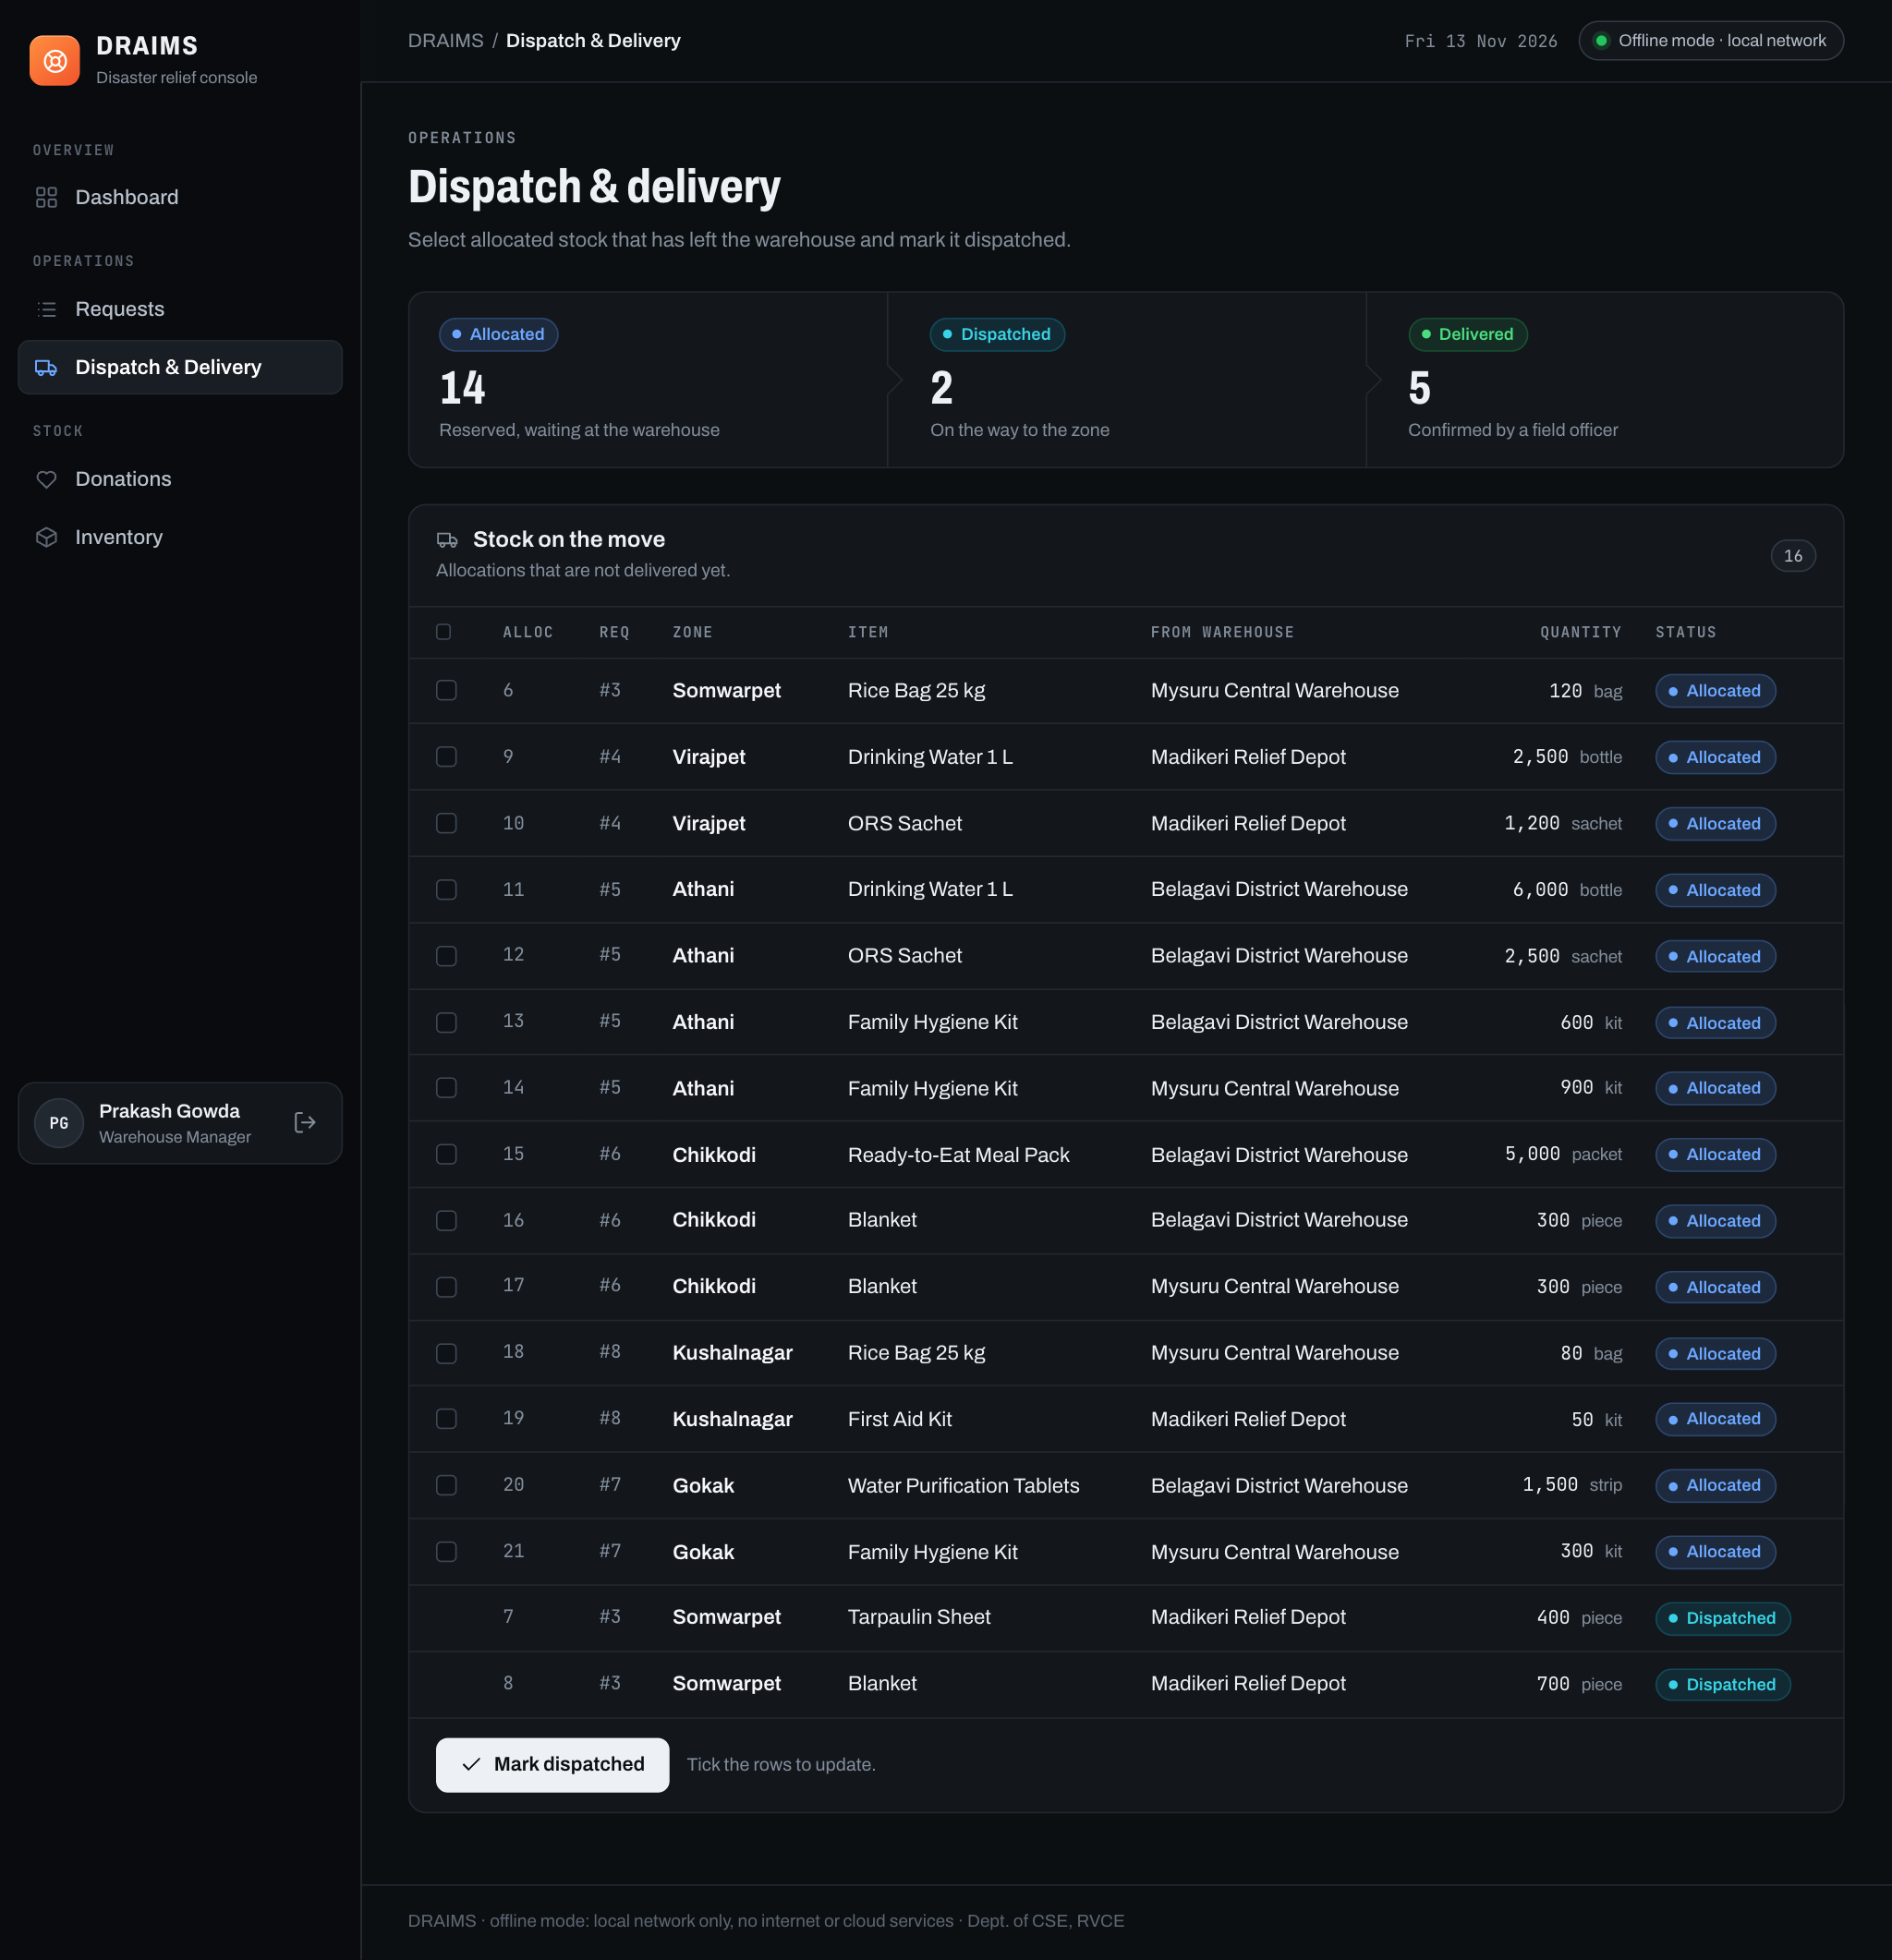 DRAIMS
Disaster relief console
OVERVIEW
Dashboard
OPERATIONS
Requests
Dispatch & Delivery
STOCK
Donations
Inventory
PG
Prakash Gowda
Warehouse Manager
DRAIMS / Dispatch & Delivery
Fri 13 Nov 2026
Offline mode · local network
OPERATIONS
Dispatch & delivery
Select allocated stock that has left the warehouse and mark it dispatched.
Allocated
14
Reserved, waiting at the warehouse
Dispatched
2
On the way to the zone
Delivered
5
Confirmed by a field officer
Stock on the move
Allocations that are not delivered yet.
16
ALLOC REQ ZONE ITEM FROM WAREHOUSE QUANTITY STATUS
6 #3 Somwarpet Rice Bag 25 kg Mysuru Central Warehouse 120 bag Allocated
9 #4 Virajpet Drinking Water 1 L Madikeri Relief Depot 2,500 bottle Allocated
10 #4 Virajpet ORS Sachet Madikeri Relief Depot 1,200 sachet Allocated
11 #5 Athani Drinking Water 1 L Belagavi District Warehouse 6,000 bottle Allocated
12 #5 Athani ORS Sachet Belagavi District Warehouse 2,500 sachet Allocated
13 #5 Athani Family Hygiene Kit Belagavi District Warehouse 600 kit Allocated
14 #5 Athani Family Hygiene Kit Mysuru Central Warehouse 900 kit Allocated
15 #6 Chikkodi Ready-to-Eat Meal Pack Belagavi District Warehouse 5,000 packet Allocated
16 #6 Chikkodi Blanket Belagavi District Warehouse 300 piece Allocated
17 #6 Chikkodi Blanket Mysuru Central Warehouse 300 piece Allocated
18 #8 Kushalnagar Rice Bag 25 kg Mysuru Central Warehouse 80 bag Allocated
19 #8 Kushalnagar First Aid Kit Madikeri Relief Depot 50 kit Allocated
20 #7 Gokak Water Purification Tablets Belagavi District Warehouse 1,500 strip Allocated
21 #7 Gokak Family Hygiene Kit Mysuru Central Warehouse 300 kit Allocated
7 #3 Somwarpet Tarpaulin Sheet Madikeri Relief Depot 400 piece Dispatched
8 #3 Somwarpet Blanket Madikeri Relief Depot 700 piece Dispatched
Mark dispatched Tick the rows to update.
DRAIMS · offline mode: local network only, no internet or cloud services · Dept. of CSE, RVCE